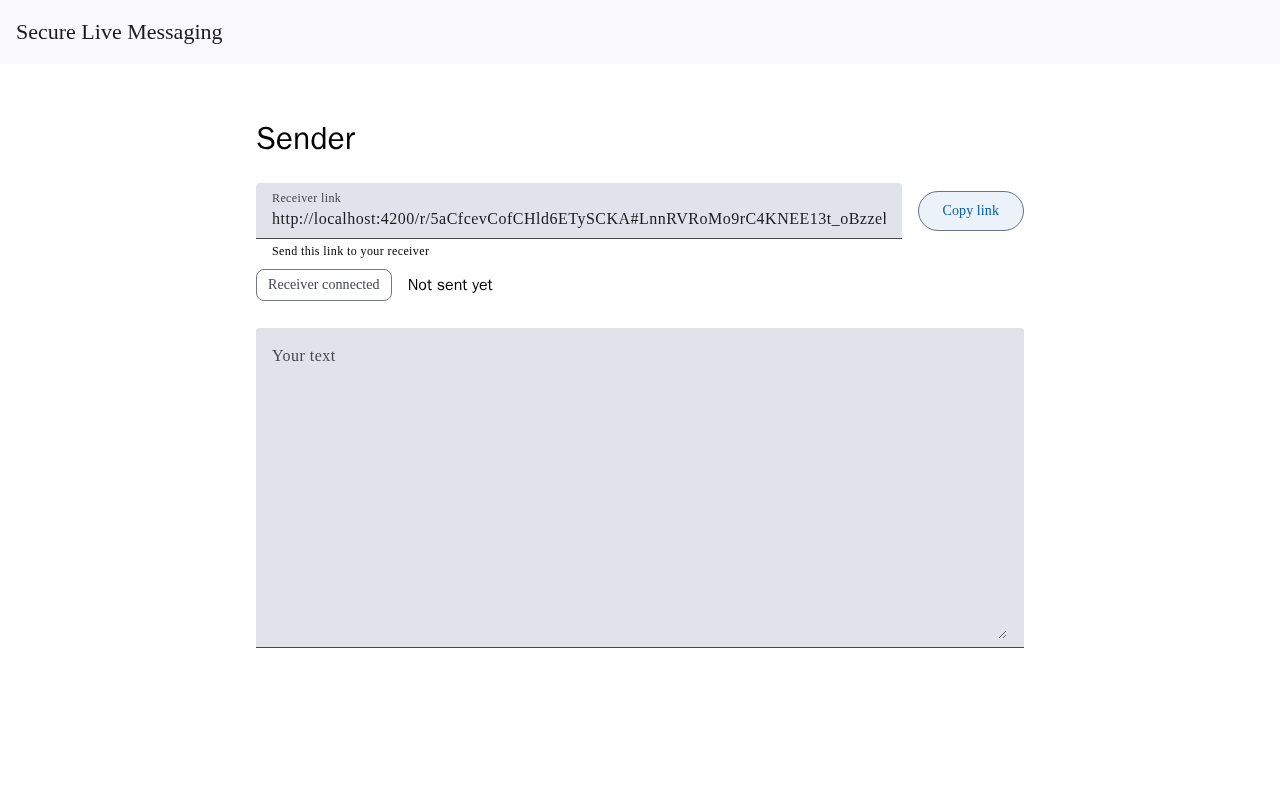 Secure Live Messaging
Sender
Receiver link
http://localhost:4200/r/5aCfcevCofCHld6ETySCKA#LnnRVRoMo9rC4KNEE13t_oBzzel
Copy link
Send this link to your receiver
Receiver connected
Not sent yet
Your text